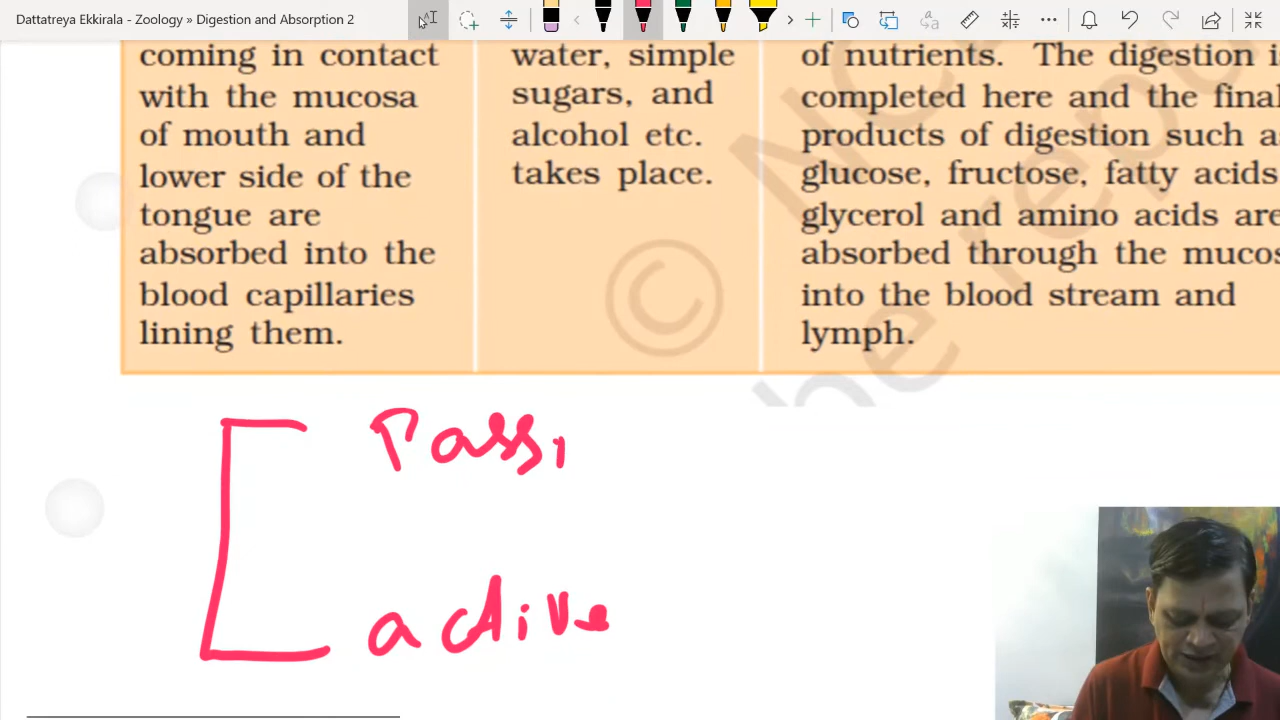 Dattatreya Ekkirala - Zoology » Digestion and Absorption 2
coming in contact
with the mucosa
of mouth and
lower side of the
tongue are
absorbed into the
blood capillaries
lining them.
water, simple
sugars, and
alcohol etc.
takes place.
of nutrients. The digestion is
completed here and the final
products of digestion such a
glucose, fructose, fatty acids
glycerol and amino acids are
absorbed through the mucos
into the blood stream and
lymph.
©
be rep
Passi
active